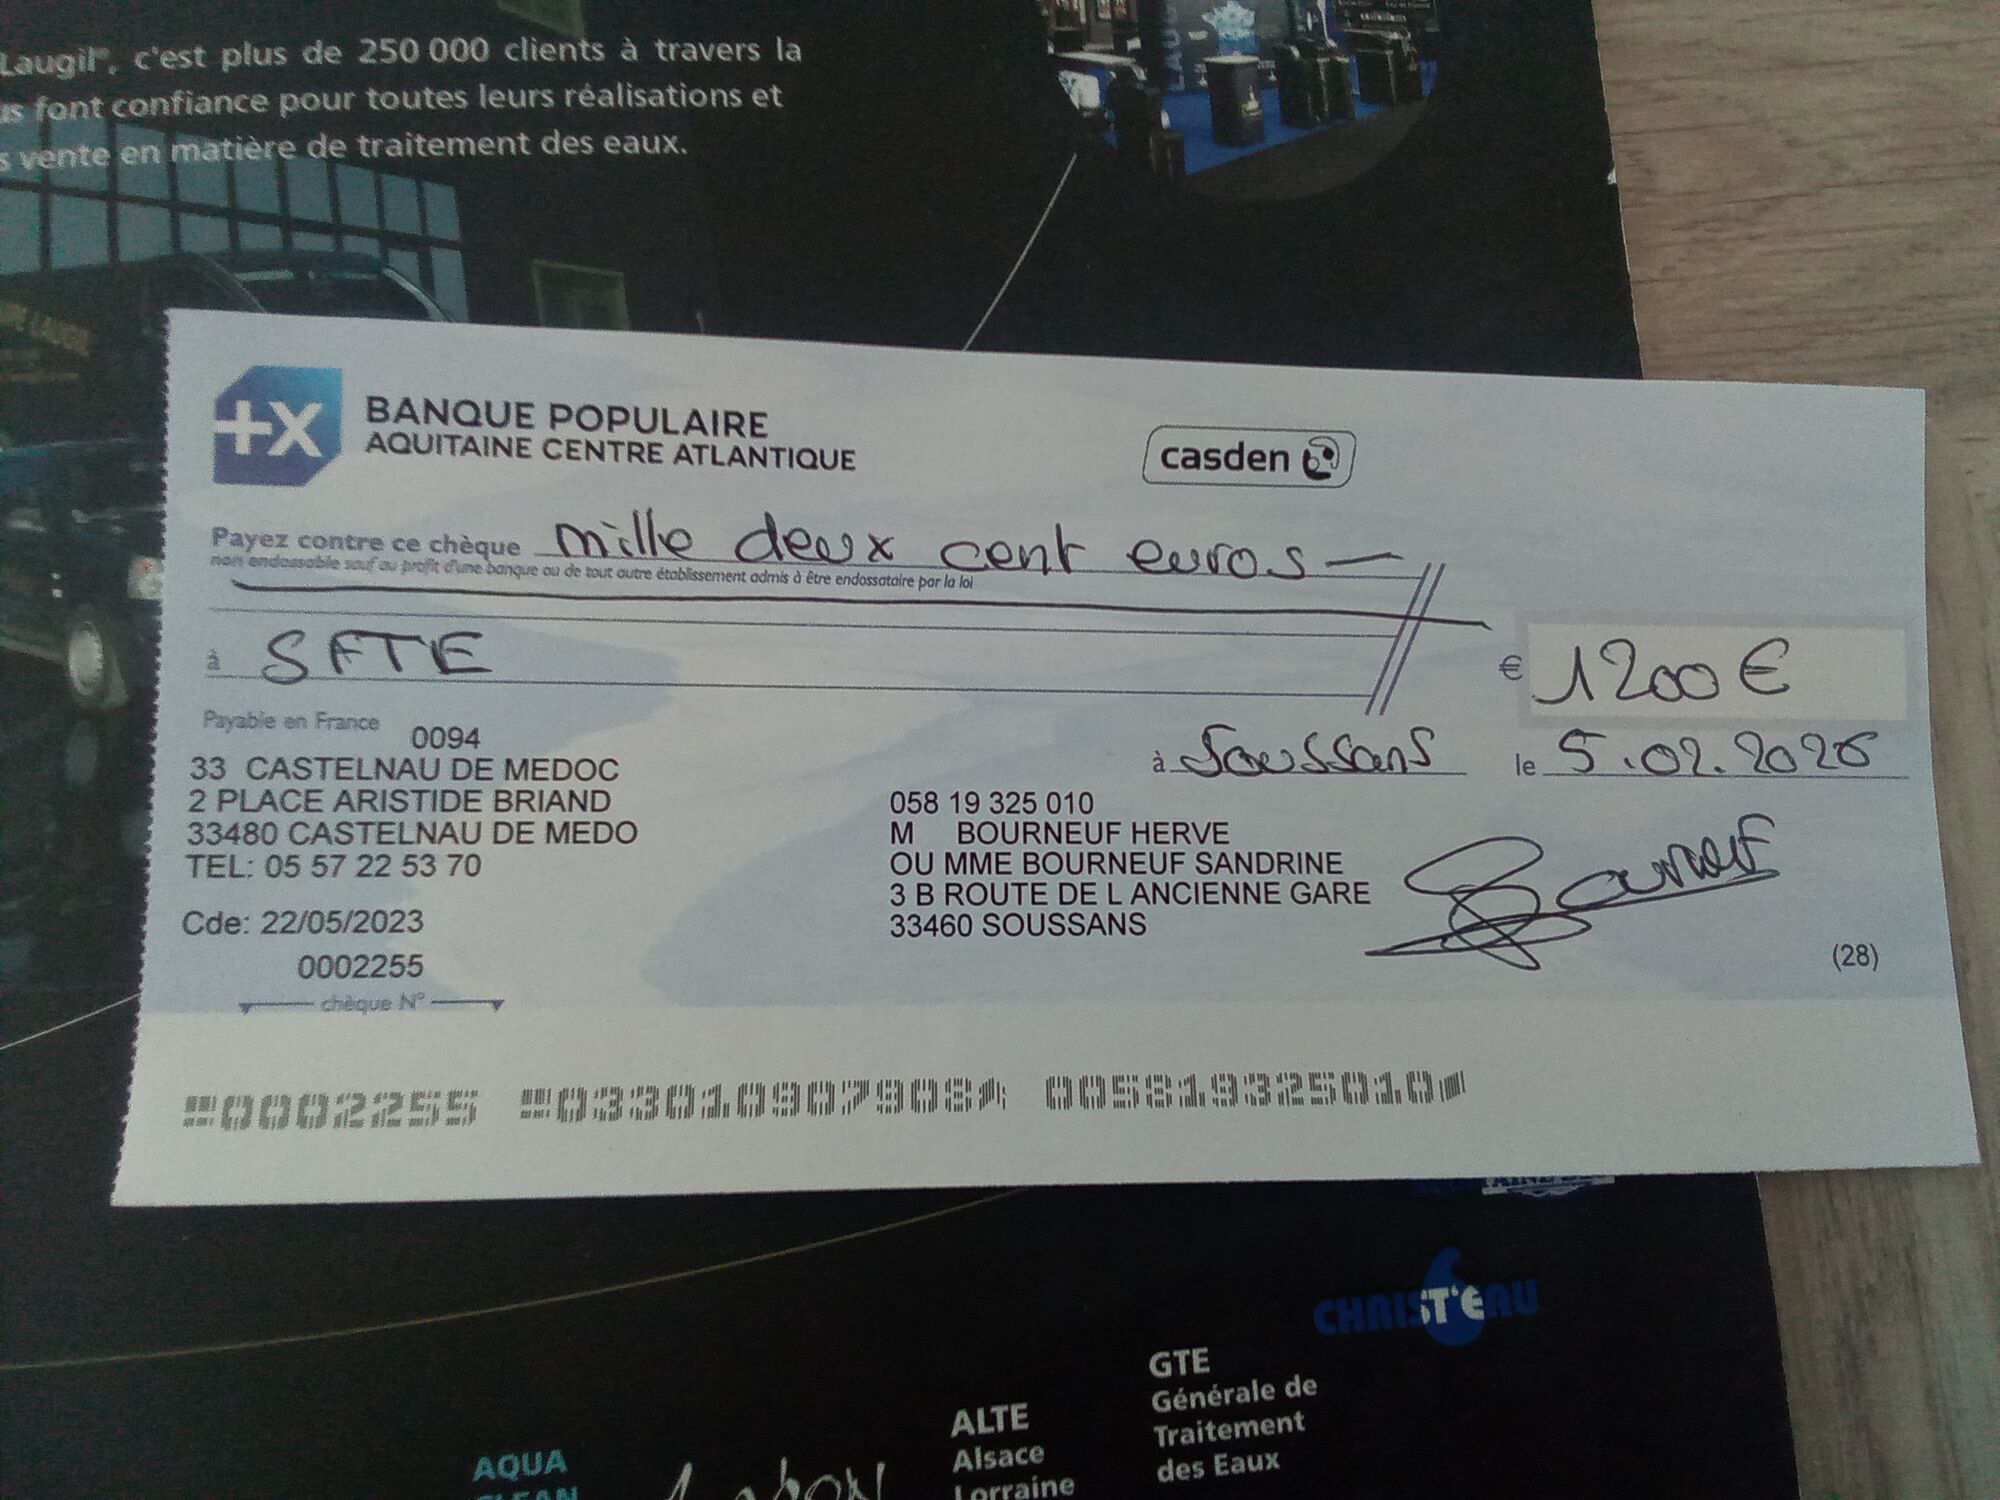 Laugil", c'est plus de 250 000 clients à travers la
us font confiance pour toutes leurs réalisations et
s vente en matière de traitement des eaux.
+X
BANQUE POPULAIRE
AQUITAINE CENTRE ATLANTIQUE
casden
Payez contre ce chèque mille deux cent euros
non endossable sauf au profit d'une banque ou de tout autre établissement admis à être endossataire par la loi
à SFTE
€ 1200 €
Payable en France 0094
à Soussans le 5.02.2026
33 CASTELNAU DE MEDOC
2 PLACE ARISTIDE BRIAND
33480 CASTELNAU DE MEDO
TEL: 05 57 22 53 70
058 19 325 010
M BOURNEUF HERVE
OU MME BOURNEUF SANDRINE
3 B ROUTE DE L ANCIENNE GARE
33460 SOUSSANS
Cde: 22/05/2023
0002255
chèque N°
(28)
0002255 033010907908 005819325010
CHRIST'EAU
GTE
Générale de
Traitement
des Eaux
ALTE
Alsace
Lorraine
AQUA
CLEAN